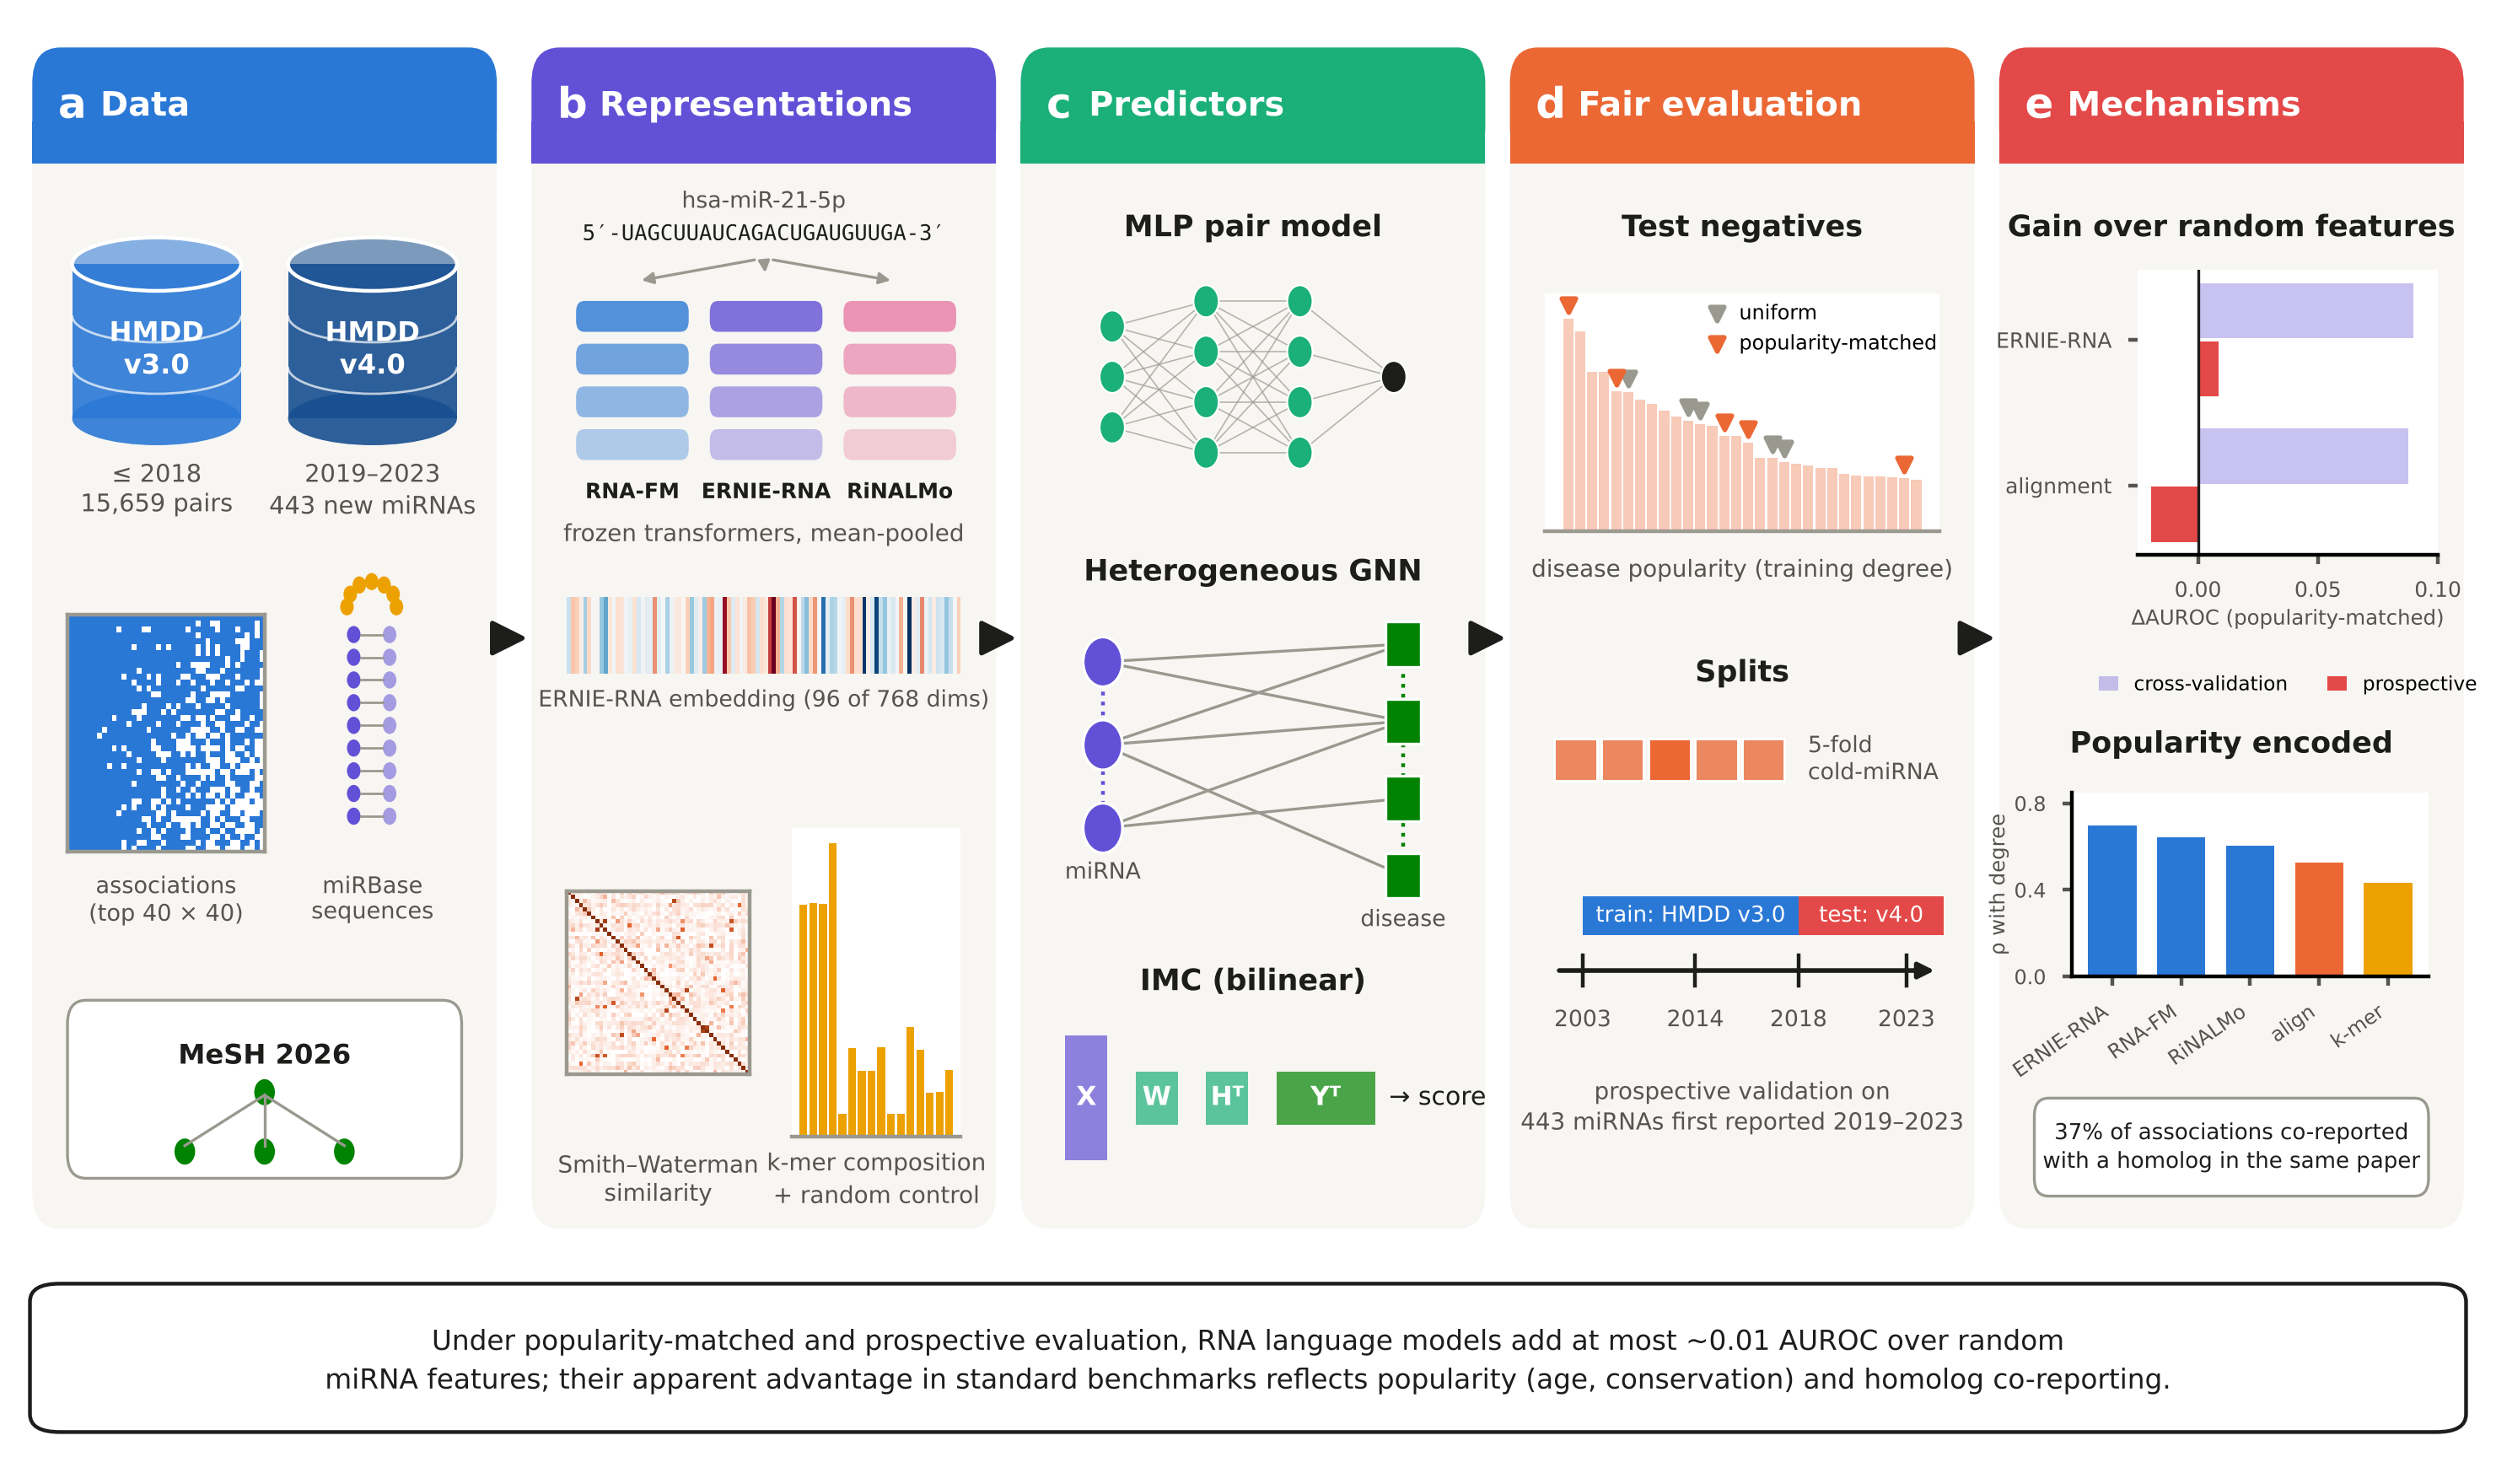 a Data
HMDD
v3.0
HMDD
v4.0
≤ 2018
15,659 pairs
2019–2023
443 new miRNAs
associations
(top 40 × 40)
miRBase
sequences
MeSH 2026
b Representations
hsa-miR-21-5p
5′-UAGCUUAUCAGACUGAUGUUGA-3′
RNA-FM
ERNIE-RNA
RiNALMo
frozen transformers, mean-pooled
ERNIE-RNA embedding (96 of 768 dims)
Smith–Waterman
similarity
k-mer composition
+ random control
c Predictors
MLP pair model
Heterogeneous GNN
miRNA
disease
IMC (bilinear)
X
W
Hᵀ
Yᵀ
→ score
d Fair evaluation
Test negatives
uniform
popularity-matched
disease popularity (training degree)
Splits
5-fold
cold-miRNA
train: HMDD v3.0
test: v4.0
2003
2014
2018
2023
prospective validation on
443 miRNAs first reported 2019–2023
e Mechanisms
Gain over random features
ERNIE-RNA
alignment
0.00
0.05
0.10
ΔAUROC (popularity-matched)
cross-validation
prospective
Popularity encoded
ρ with degree
0.8
0.4
0.0
ERNIE-RNA
RNA-FM
RiNALMo
align
k-mer
37% of associations co-reported
with a homolog in the same paper
Under popularity-matched and prospective evaluation, RNA language models add at most ~0.01 AUROC over random
miRNA features; their apparent advantage in standard benchmarks reflects popularity (age, conservation) and homolog co-reporting.